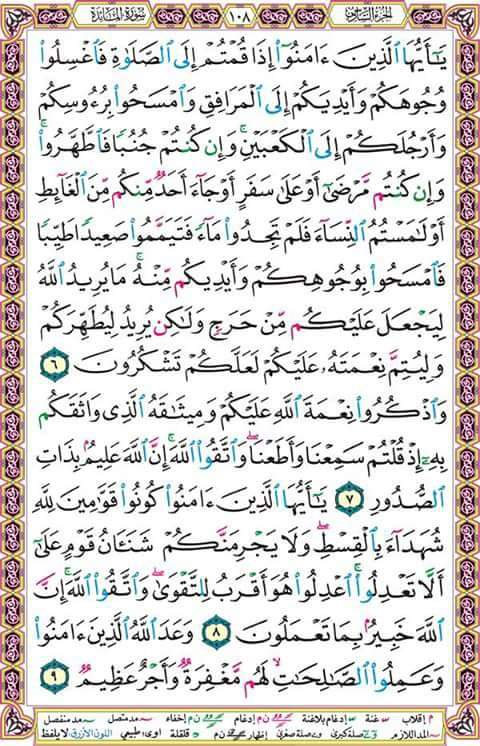 الجزء السادس ١٠٨ سورة المائدة
يَٰٓأَيُّهَا ٱلَّذِينَ ءَامَنُوٓا۟ إِذَا قُمْتُمْ إِلَى ٱلصَّلَوٰةِ فَٱغْسِلُوا۟
وُجُوهَكُمْ وَأَيْدِيَكُمْ إِلَى ٱلْمَرَافِقِ وَٱمْسَحُوا۟ بِرُءُوسِكُمْ
وَأَرْجُلَكُمْ إِلَى ٱلْكَعْبَيْنِ ۚ وَإِن كُنتُمْ جُنُبًا فَٱطَّهَّرُوا۟ ۚ
وَإِن كُنتُم مَّرْضَىٰٓ أَوْ عَلَىٰ سَفَرٍ أَوْ جَآءَ أَحَدٌ مِّنكُم مِّنَ ٱلْغَآئِطِ
أَوْ لَٰمَسْتُمُ ٱلنِّسَآءَ فَلَمْ تَجِدُوا۟ مَآءً فَتَيَمَّمُوا۟ صَعِيدًا طَيِّبًا
فَٱمْسَحُوا۟ بِوُجُوهِكُمْ وَأَيْدِيكُم مِّنْهُ ۚ مَا يُرِيدُ ٱللَّهُ
لِيَجْعَلَ عَلَيْكُم مِّنْ حَرَجٍ وَلَٰكِن يُرِيدُ لِيُطَهِّرَكُمْ
وَلِيُتِمَّ نِعْمَتَهُۥ عَلَيْكُمْ لَعَلَّكُمْ تَشْكُرُونَ ٦
وَٱذْكُرُوا۟ نِعْمَةَ ٱللَّهِ عَلَيْكُمْ وَمِيثَٰقَهُ ٱلَّذِى وَاثَقَكُم
بِهِۦٓ إِذْ قُلْتُمْ سَمِعْنَا وَأَطَعْنَا ۖ وَٱتَّقُوا۟ ٱللَّهَ ۚ إِنَّ ٱللَّهَ عَلِيمٌۢ بِذَاتِ
ٱلصُّدُورِ ٧ يَٰٓأَيُّهَا ٱلَّذِينَ ءَامَنُوا۟ كُونُوا۟ قَوَّٰمِينَ لِلَّهِ
شُهَدَآءَ بِٱلْقِسْطِ ۖ وَلَا يَجْرِمَنَّكُمْ شَنَـَٔانُ قَوْمٍ عَلَىٰٓ
أَلَّا تَعْدِلُوا۟ ۚ ٱعْدِلُوا۟ هُوَ أَقْرَبُ لِلتَّقْوَىٰ ۖ وَٱتَّقُوا۟ ٱللَّهَ ۚ إِنَّ
ٱللَّهَ خَبِيرٌۢ بِمَا تَعْمَلُونَ ٨ وَعَدَ ٱللَّهُ ٱلَّذِينَ ءَامَنُوا۟
وَعَمِلُوا۟ ٱلصَّٰلِحَٰتِ ۙ لَهُم مَّغْفِرَةٌ وَأَجْرٌ عَظِيمٌ ٩
م إقلاب غنة إدغام بلاغنة ن م إدغام ن م إخفاء مد متصل مد منفصل
المد اللازم صلة كبرى صلة صغرى إظهار ن م قلقلة اوى: طبيعي اللون الأزرق لا يلفظ